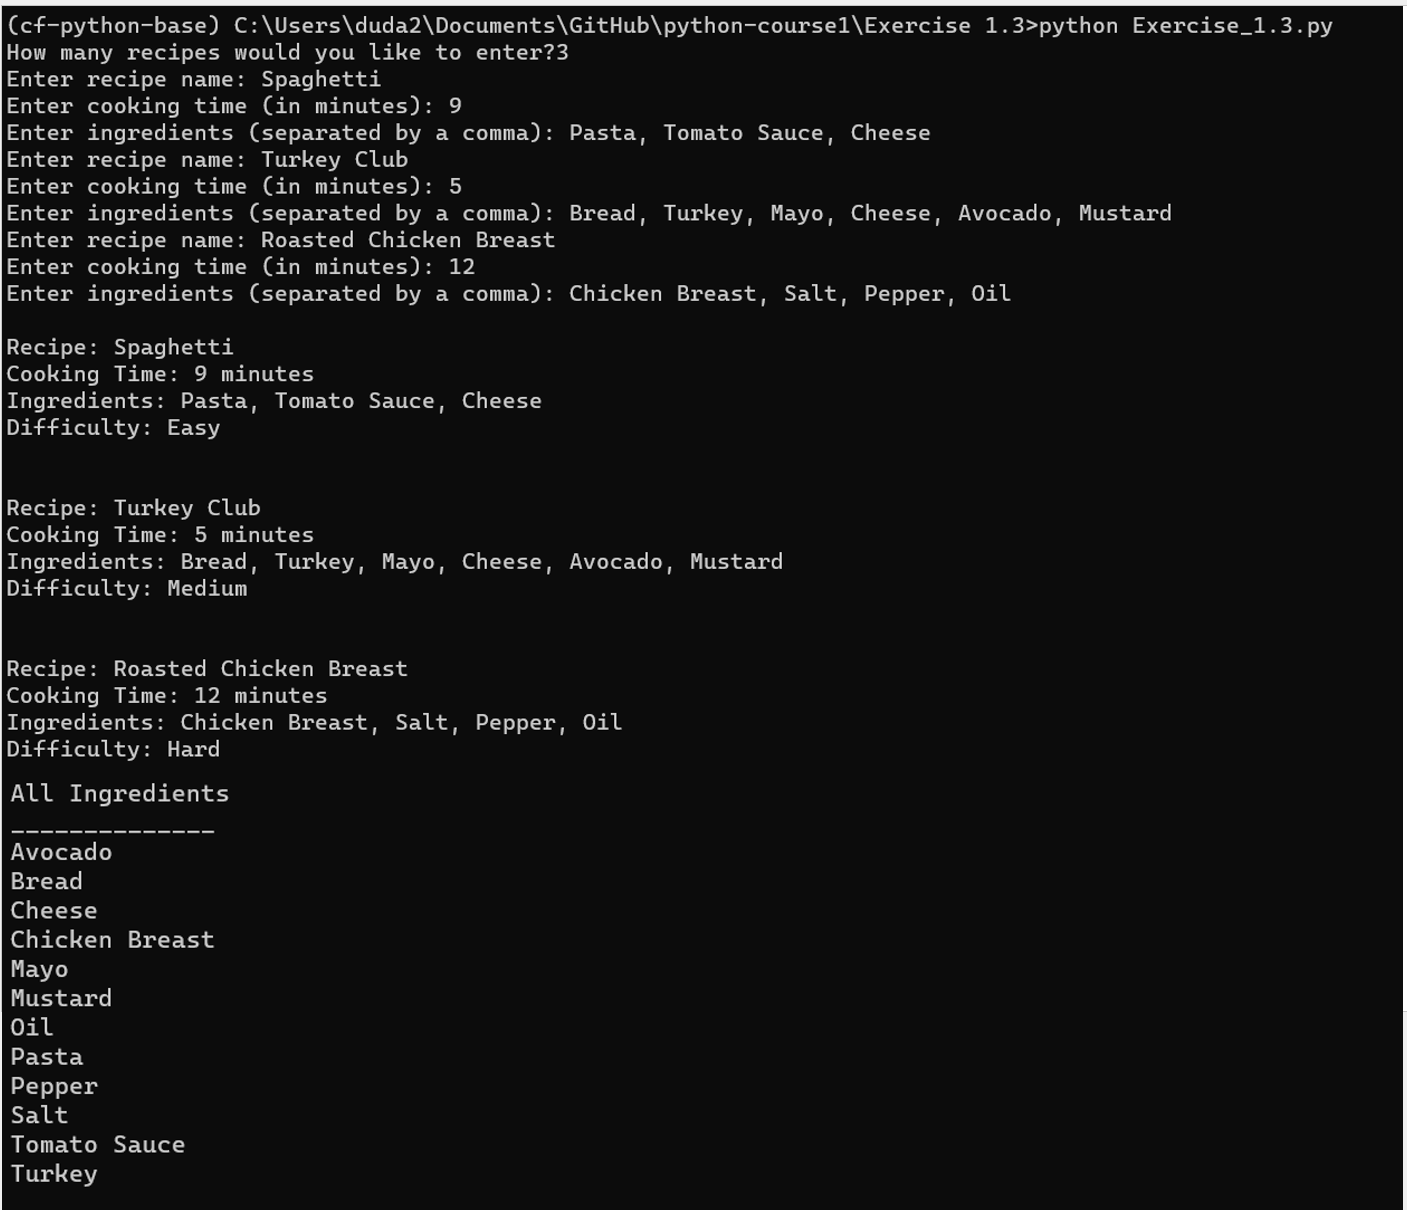 (cf-python-base) C:\Users\duda2\Documents\GitHub\python-course1\Exercise 1.3>python Exercise_1.3.py
How many recipes would you like to enter?3
Enter recipe name: Spaghetti
Enter cooking time (in minutes): 9
Enter ingredients (separated by a comma): Pasta, Tomato Sauce, Cheese
Enter recipe name: Turkey Club
Enter cooking time (in minutes): 5
Enter ingredients (separated by a comma): Bread, Turkey, Mayo, Cheese, Avocado, Mustard
Enter recipe name: Roasted Chicken Breast
Enter cooking time (in minutes): 12
Enter ingredients (separated by a comma): Chicken Breast, Salt, Pepper, Oil
Recipe: Spaghetti
Cooking Time: 9 minutes
Ingredients: Pasta, Tomato Sauce, Cheese
Difficulty: Easy
Recipe: Turkey Club
Cooking Time: 5 minutes
Ingredients: Bread, Turkey, Mayo, Cheese, Avocado, Mustard
Difficulty: Medium
Recipe: Roasted Chicken Breast
Cooking Time: 12 minutes
Ingredients: Chicken Breast, Salt, Pepper, Oil
Difficulty: Hard
All Ingredients
______________
Avocado
Bread
Cheese
Chicken Breast
Mayo
Mustard
Oil
Pasta
Pepper
Salt
Tomato Sauce
Turkey